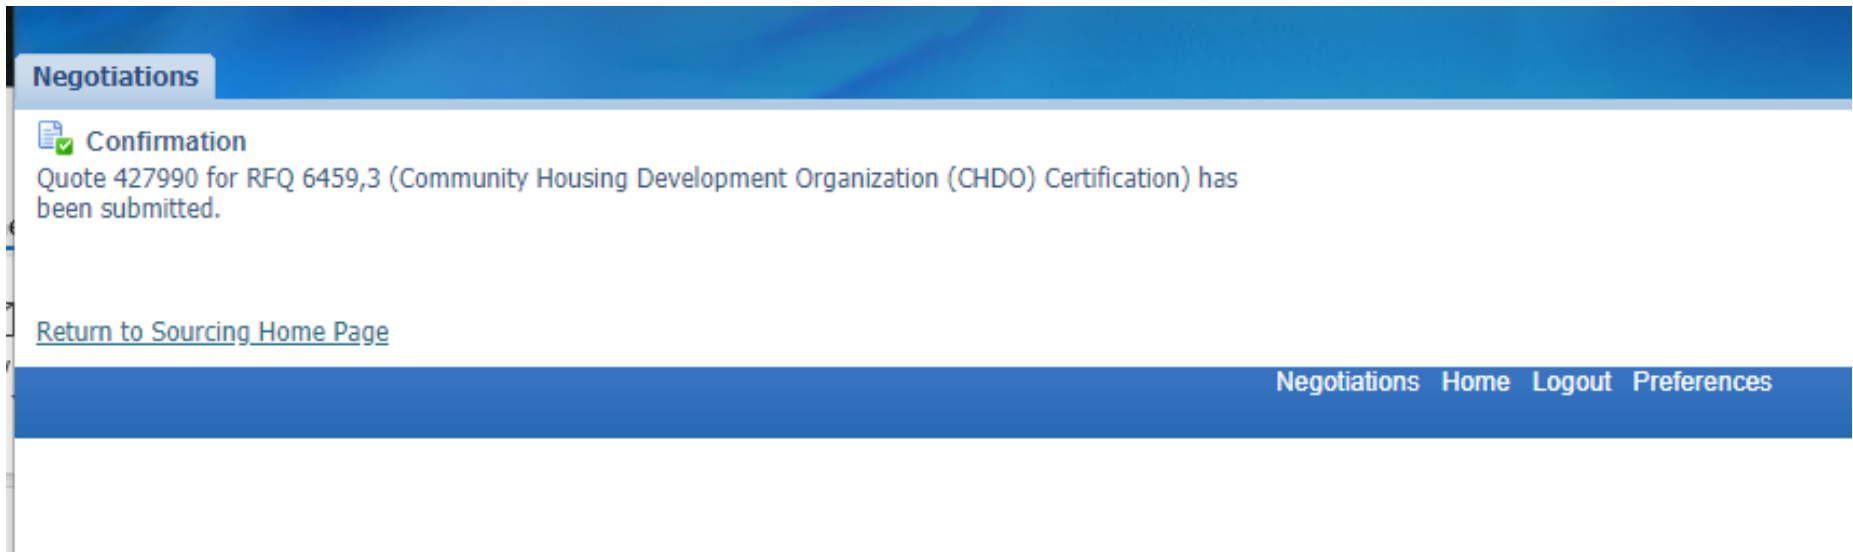 Negotiations
Confirmation
Quote 427990 for RFQ 6459,3 (Community Housing Development Organization (CHDO) Certification) has
been submitted.
Return to Sourcing Home Page
Negotiations Home Logout Preferences